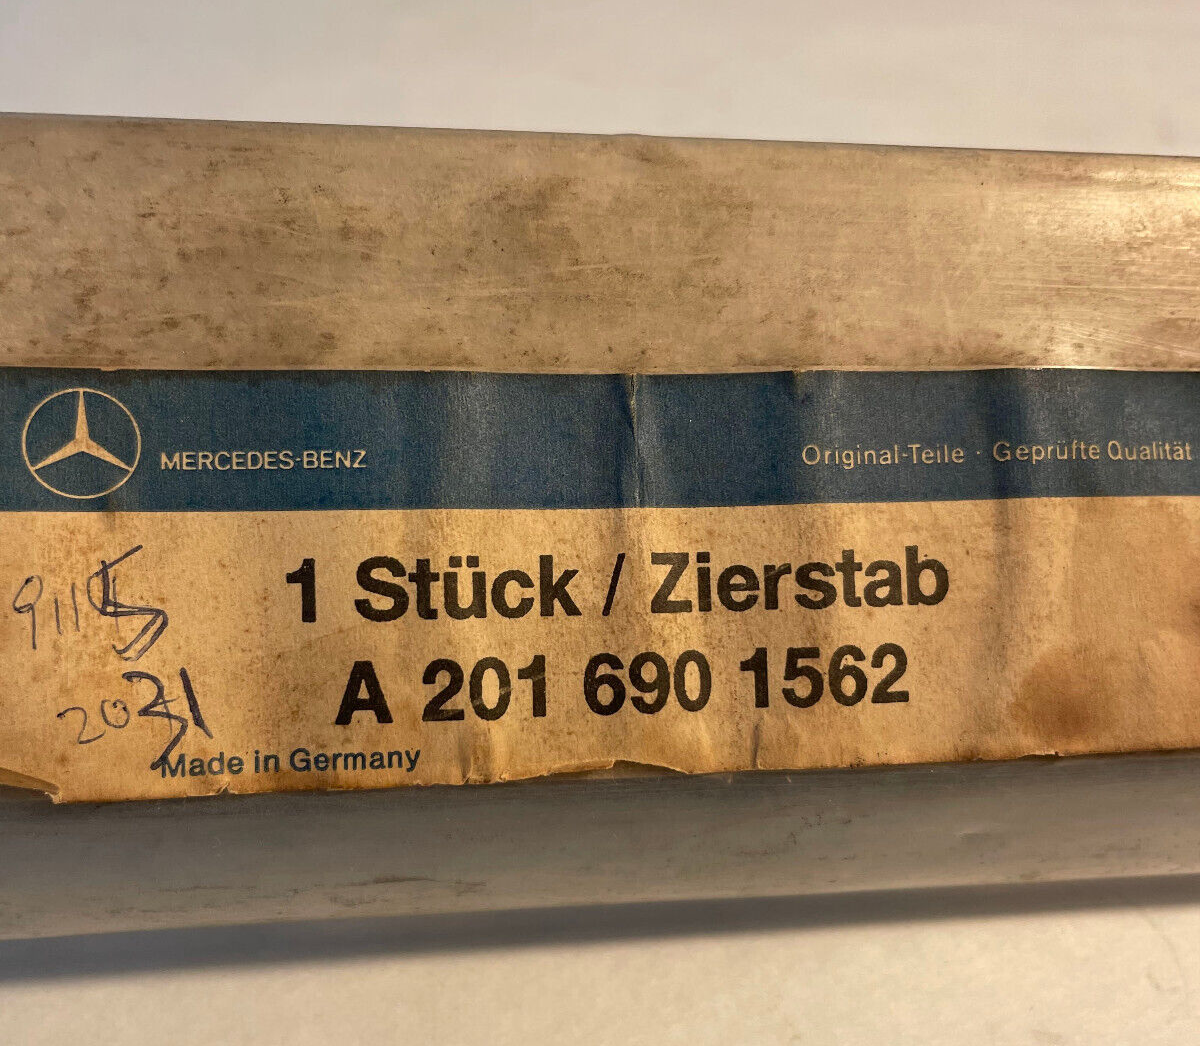 MERCEDES-BENZ
Original-Teile · Geprüfte Qualität
1 Stück / Zierstab
A 201 690 1562
Made in Germany